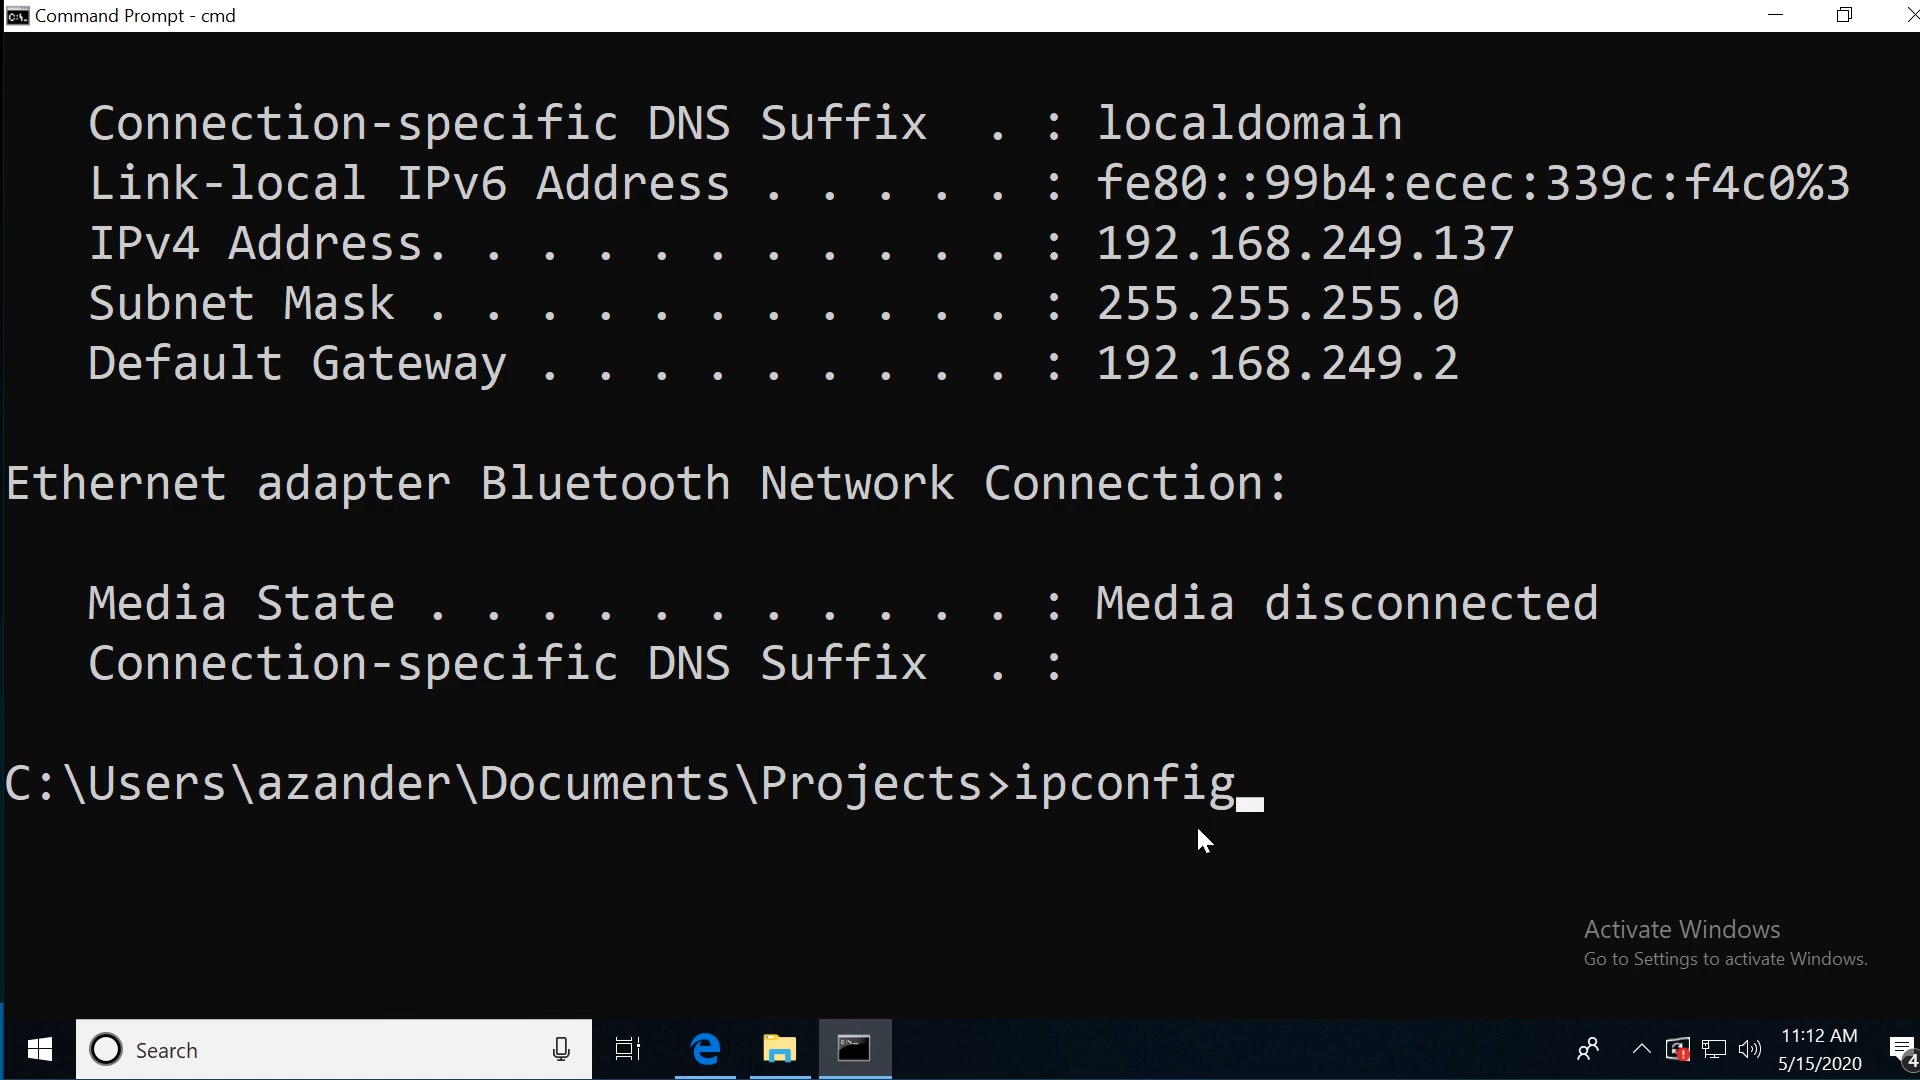 Command Prompt - cmd
Connection-specific DNS Suffix  . : localdomain
Link-local IPv6 Address . . . . . : fe80::99b4:ecec:339c:f4c0%3
IPv4 Address. . . . . . . . . . . : 192.168.249.137
Subnet Mask . . . . . . . . . . . : 255.255.255.0
Default Gateway . . . . . . . . . : 192.168.249.2
Ethernet adapter Bluetooth Network Connection:
Media State . . . . . . . . . . . : Media disconnected
Connection-specific DNS Suffix  . :
C:\Users\azander\Documents\Projects>ipconfig_
Activate Windows
Go to Settings to activate Windows.
Search
11:12 AM
5/15/2020
4